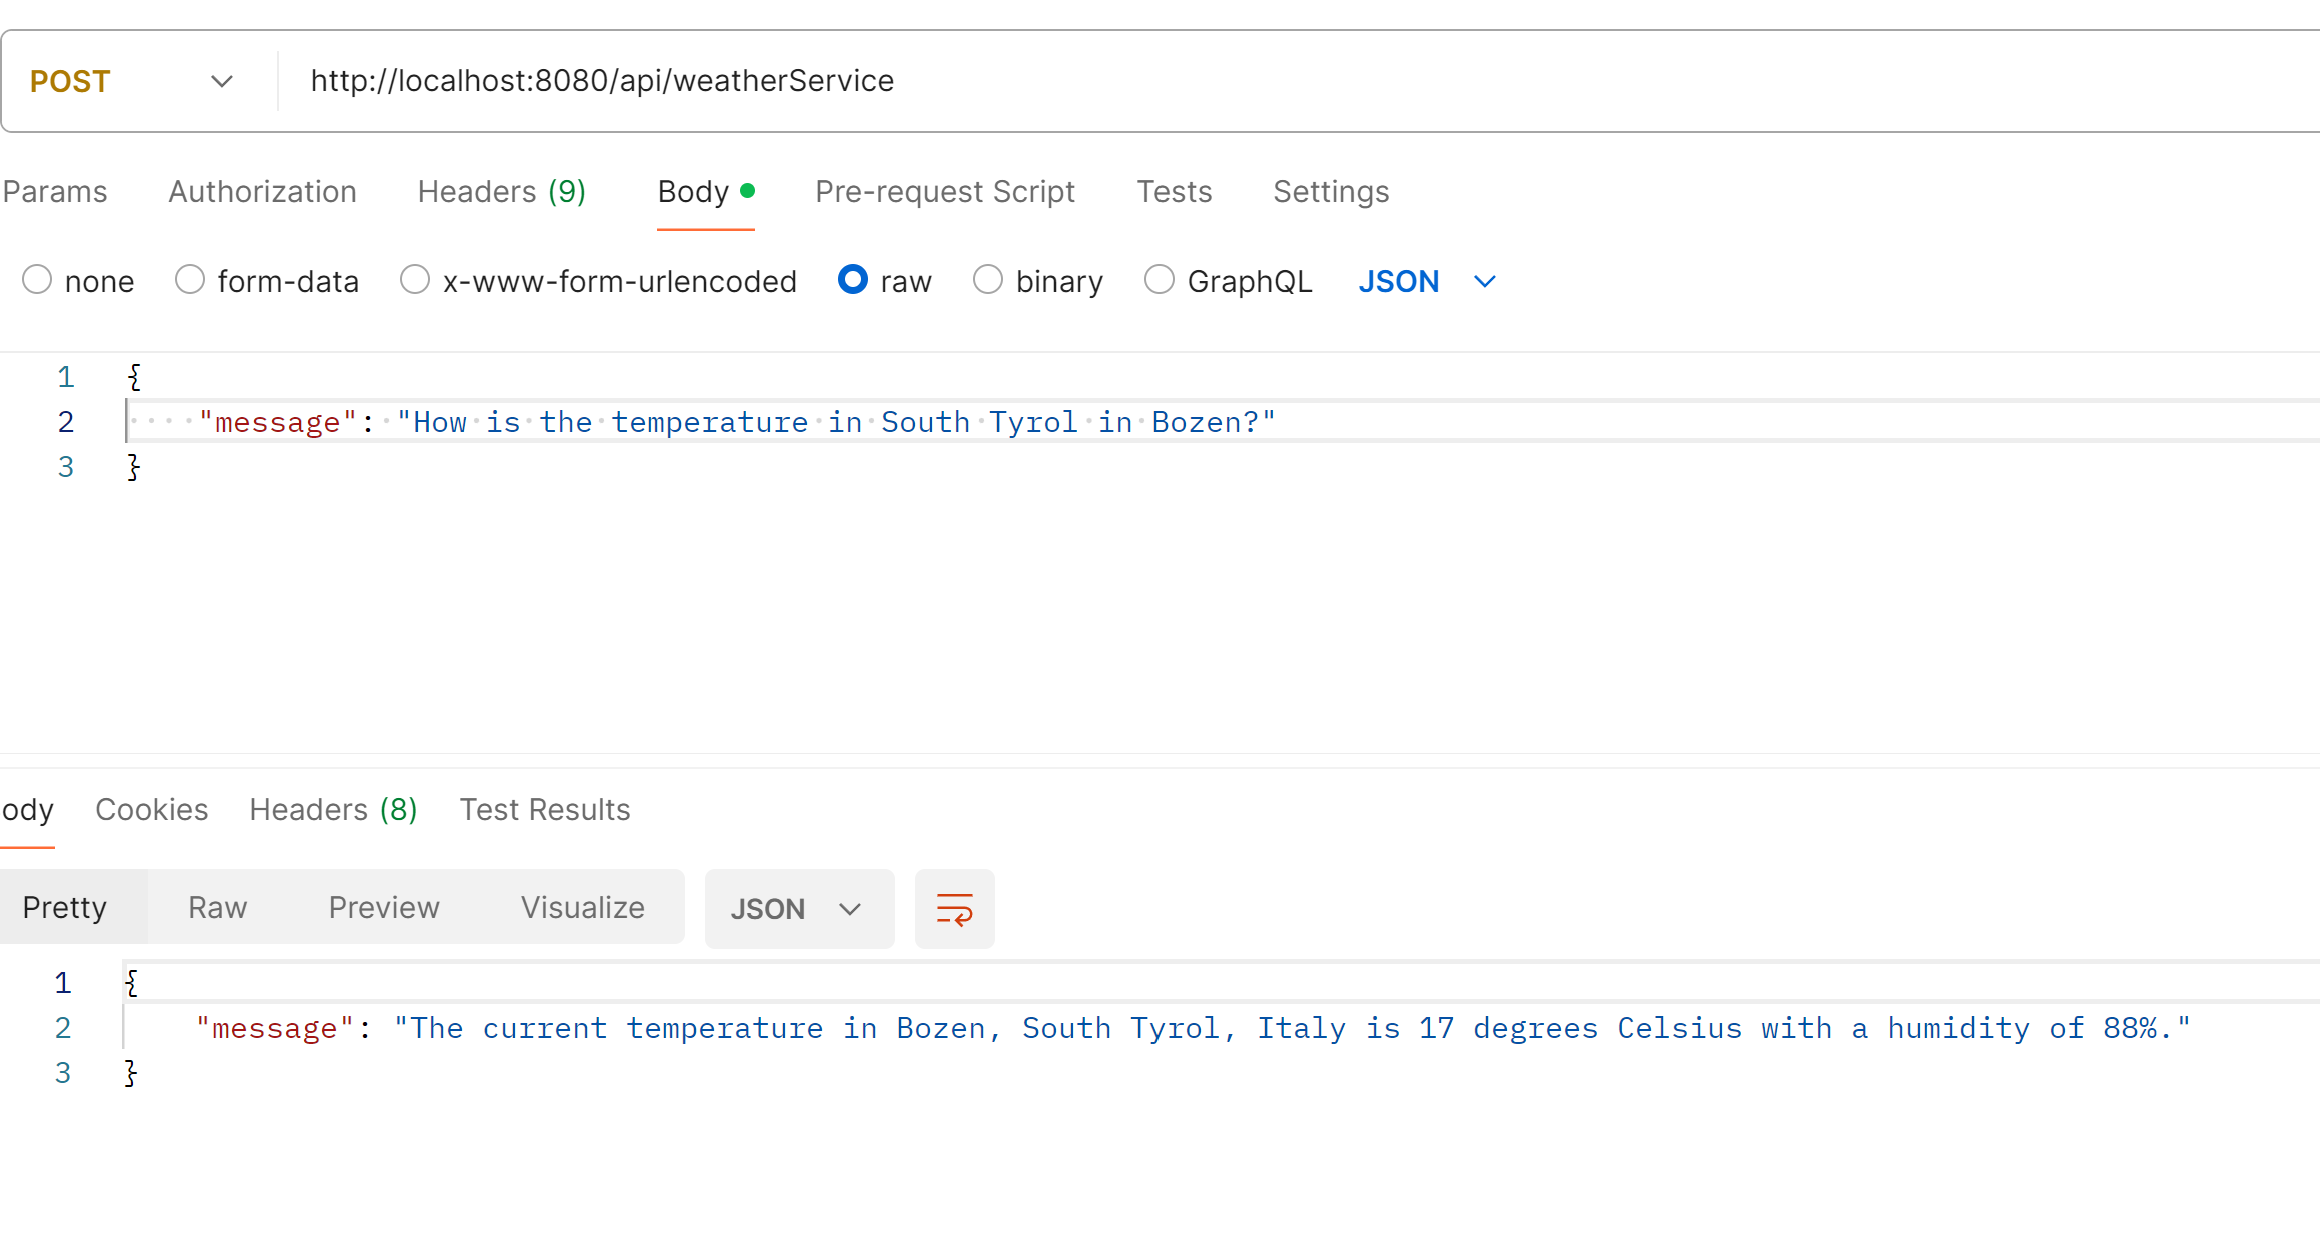 POST http://localhost:8080/api/weatherService
Params Authorization Headers (9) Body Pre-request Script Tests Settings
none form-data x-www-form-urlencoded raw binary GraphQL JSON
1 {
2 "message": "How is the temperature in South Tyrol in Bozen?"
3 }
ody Cookies Headers (8) Test Results
Pretty Raw Preview Visualize JSON
1 {
2 "message": "The current temperature in Bozen, South Tyrol, Italy is 17 degrees Celsius with a humidity of 88%."
3 }